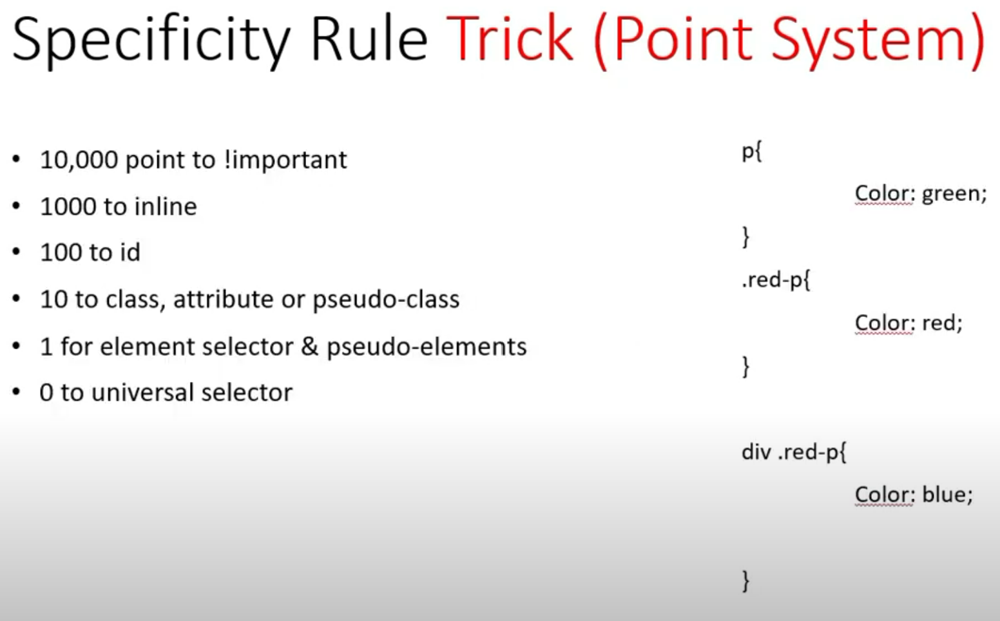 Specificity Rule Trick (Point System)
• 10,000 point to !important
• 1000 to inline
• 100 to id
• 10 to class, attribute or pseudo-class
• 1 for element selector & pseudo-elements
• 0 to universal selector
p{
Color: green;
}
.red-p{
Color: red;
}
div .red-p{
Color: blue;
}